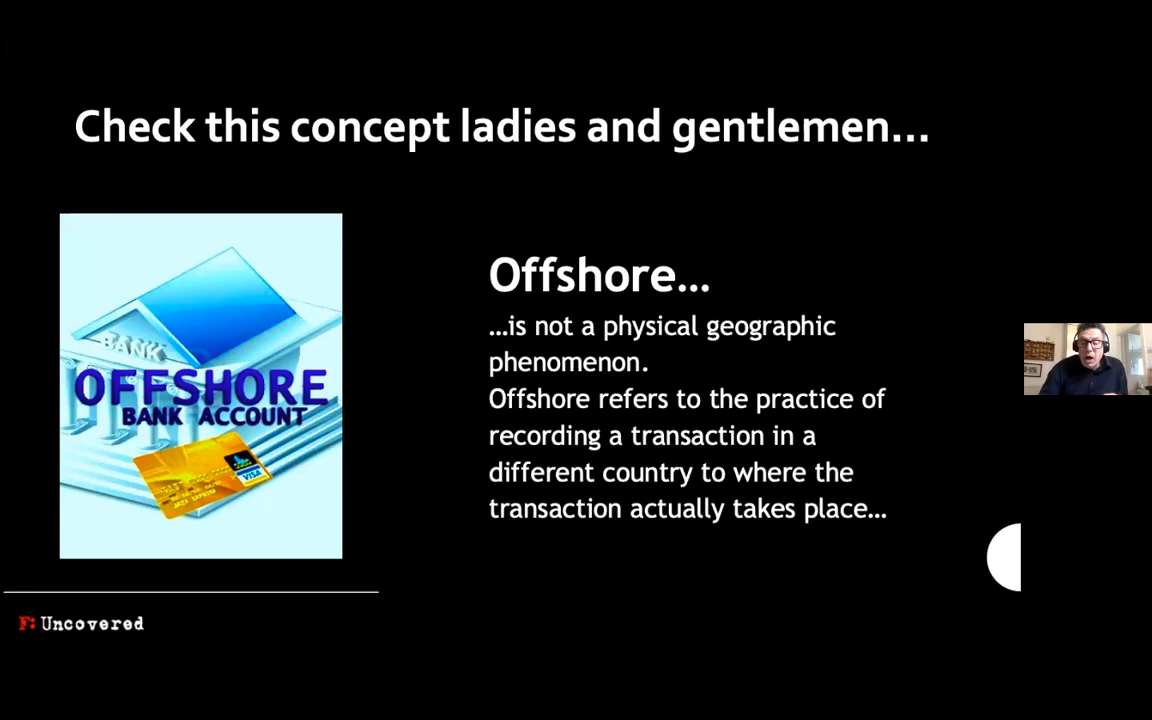 Check this concept ladies and gentlemen...
BANK
OFFSHORE
BANK ACCOUNT
VISA
Offshore...
...is not a physical geographic
phenomenon.
Offshore refers to the practice of
recording a transaction in a
different country to where the
transaction actually takes place...
F: Uncovered